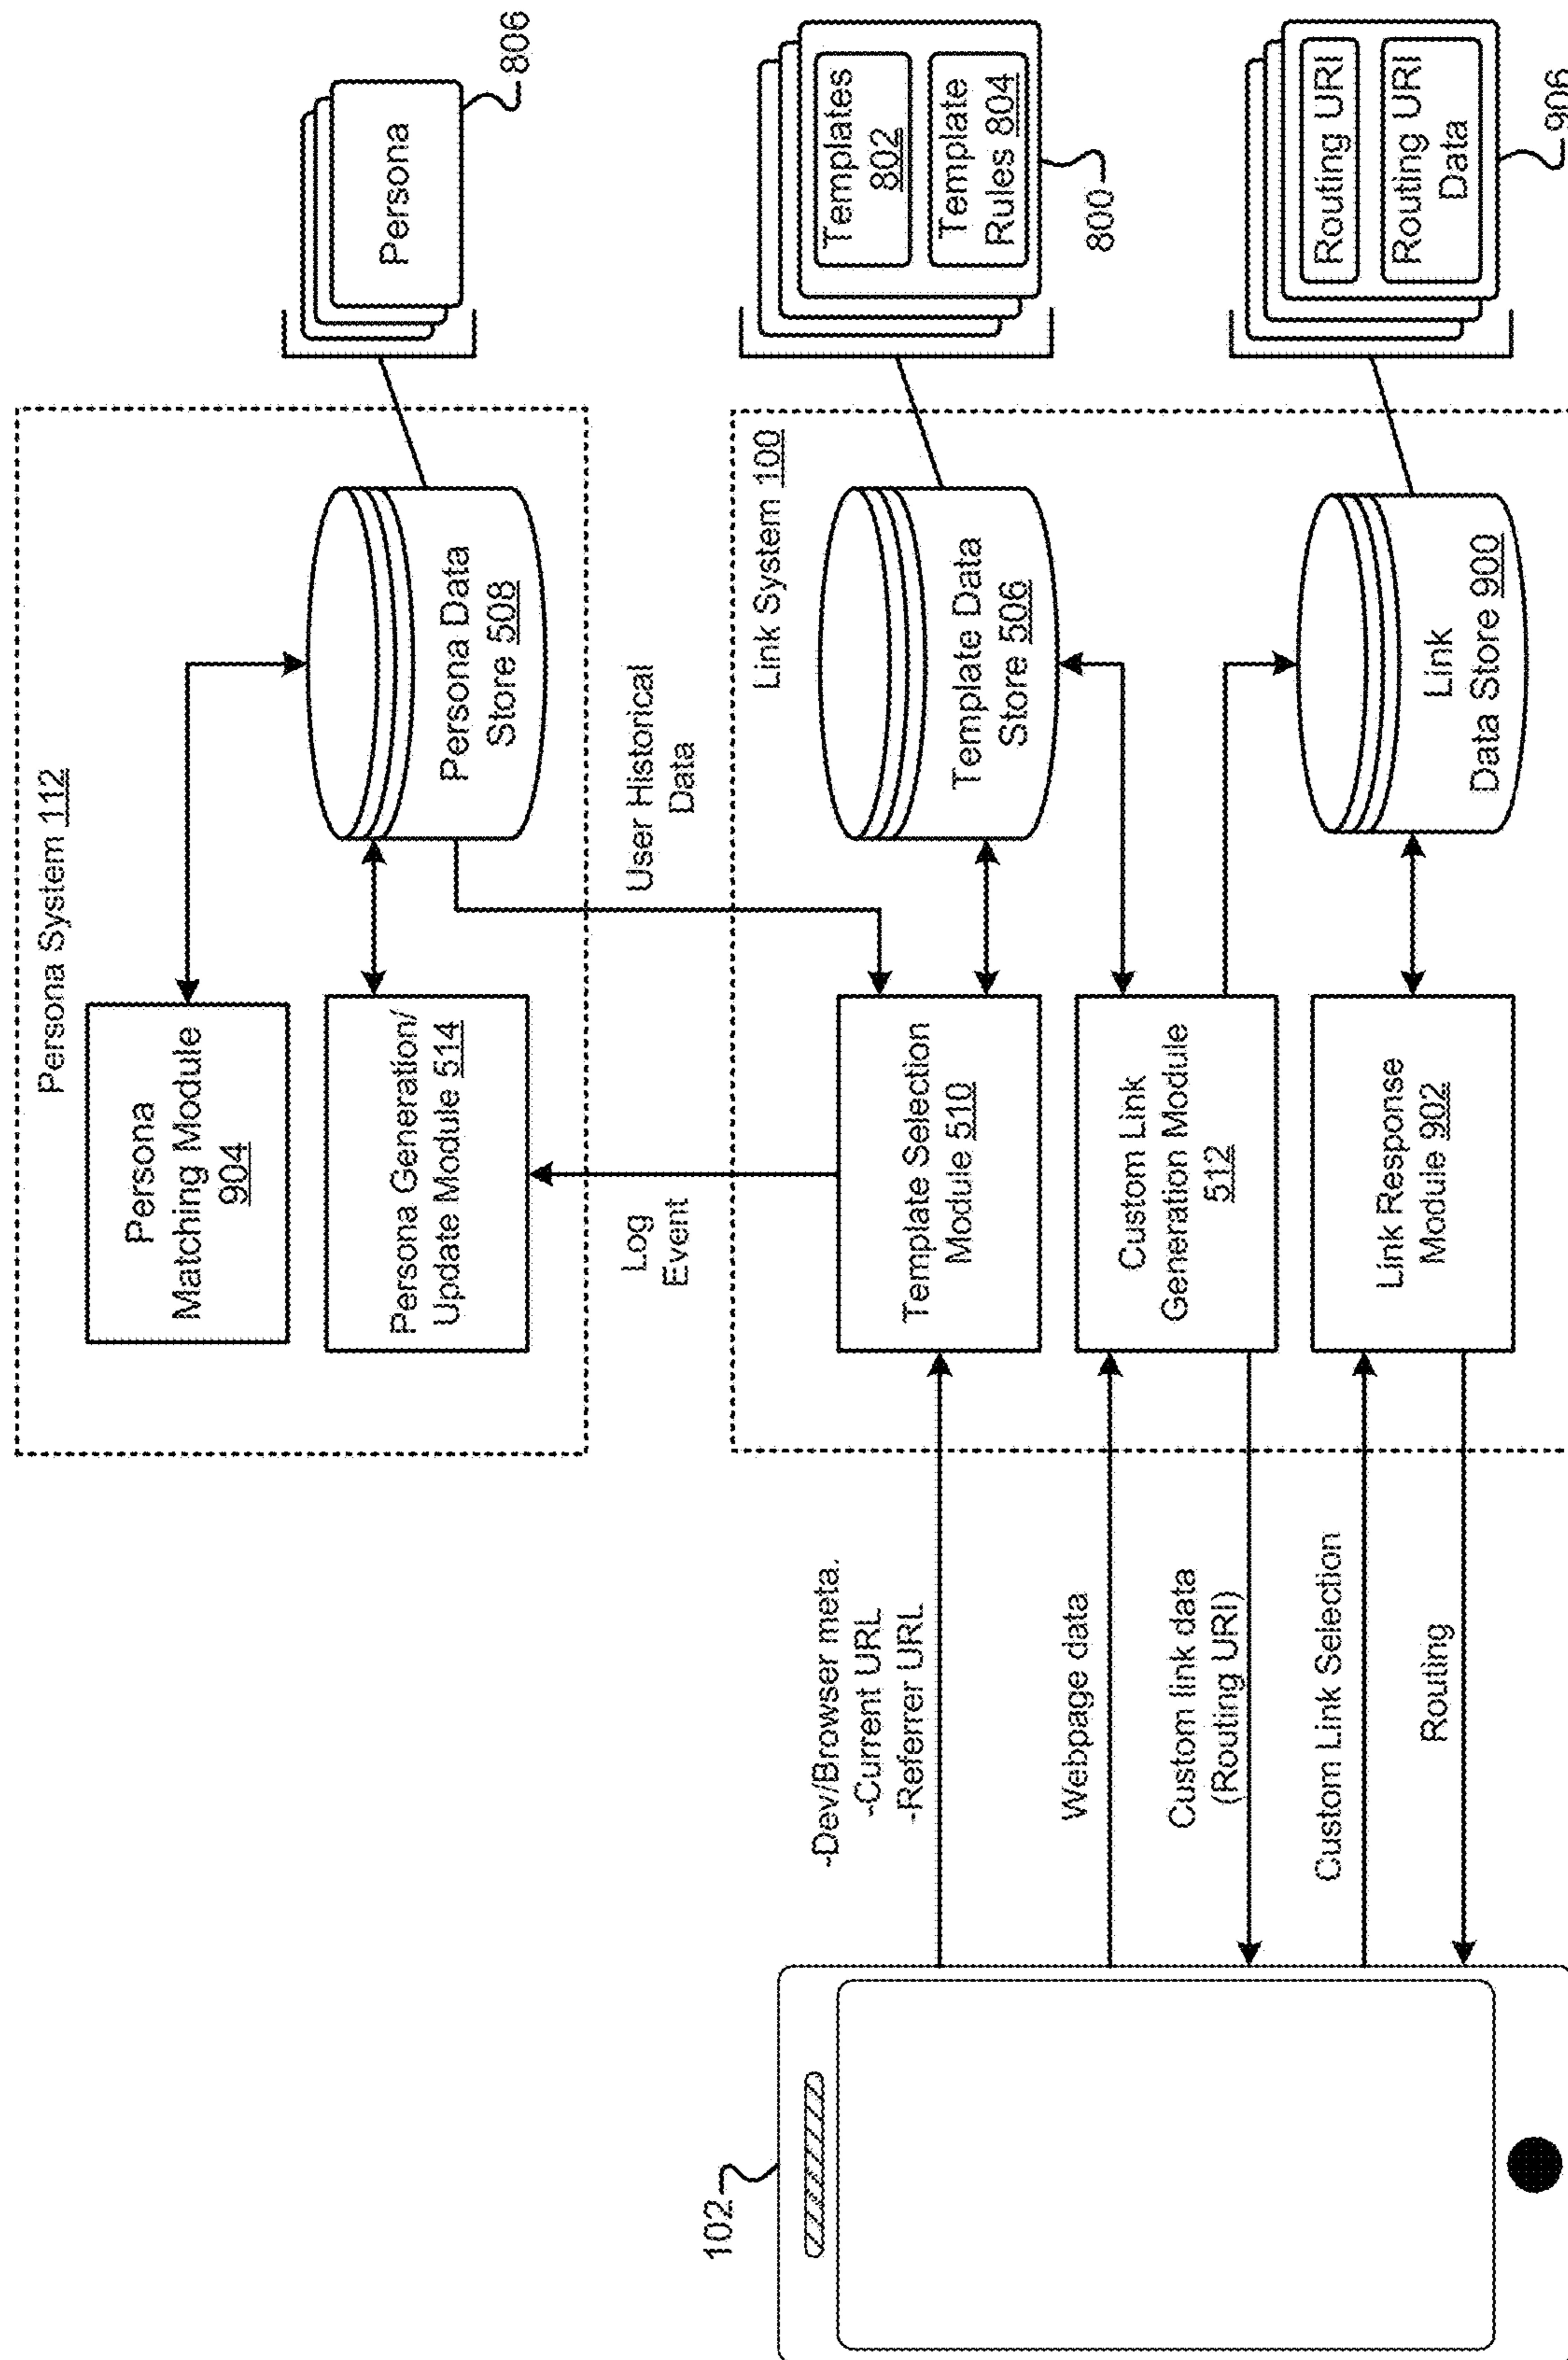 Persona System 112
Persona
Matching Module
904
Persona Generation/
Update Module 514
Persona Data
Store 508
Persona
806
Log
Event
User Historical
Data
Link System 100
Template Selection
Module 510
Template Data
Store 506
Templates
802
Template
Rules 804
800
Custom Link
Generation Module
512
Link Response
Module 902
Link
Data Store 900
Routing URI
Routing URI
Data
906
-Dev/Browser meta.
-Current URL
-Referrer URL
Webpage data
Custom link data
(Routing URI)
Custom Link Selection
Routing
102